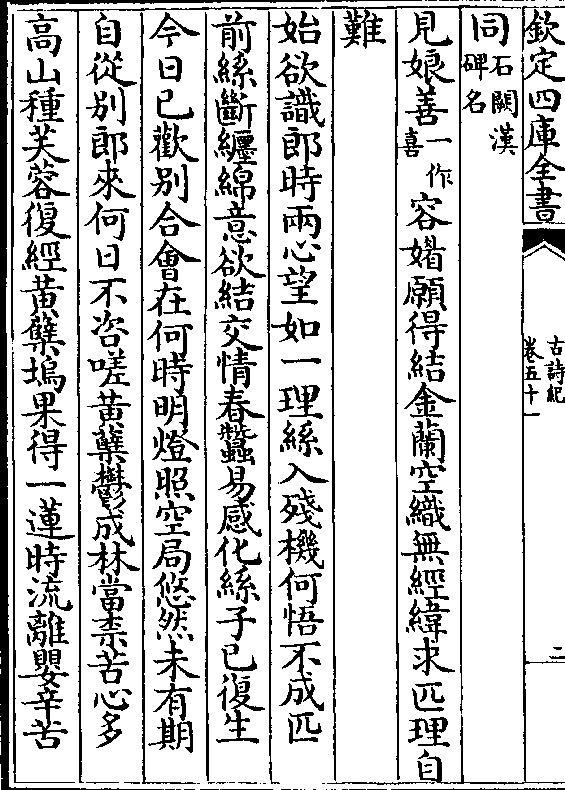 欽定四庫全書
古詩紀
卷五十一
二
同石闕漢碑名
見娘善一作喜容媚願得結金蘭空織無經緯求匹理自
難
始欲識郎時兩心望如一理絲入殘機何悟不成匹
前絲斷纏綿意欲結交情春蠶易感化絲子已復生
今日已歡別合會在何時明燈照空局悠然未有期
自從別郎來何日不咨嗟黃蘗鬱成林當柰苦心多
高山種芙蓉復經黃蘗塢果得一蓮時流離嬰辛苦